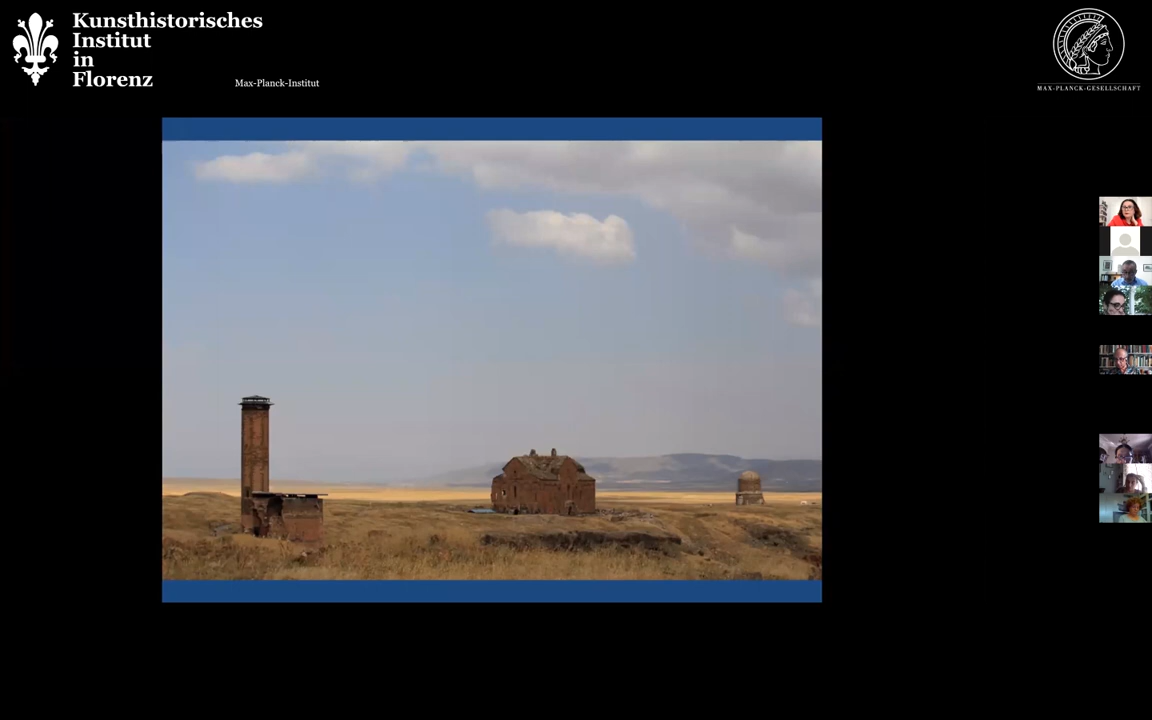 Kunsthistorisches
Institut
in
Florenz
Max-Planck-Institut
MAX-PLANCK-GESELLSCHAFT